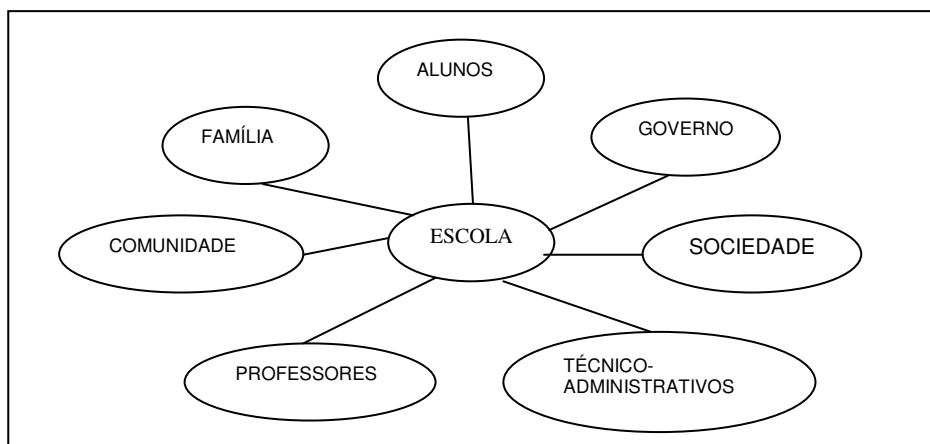 ALUNOS
FAMÍLIA
GOVERNO
COMUNIDADE
ESCOLA
SOCIEDADE
PROFESSORES
TÉCNICO-
ADMINISTRATIVOS